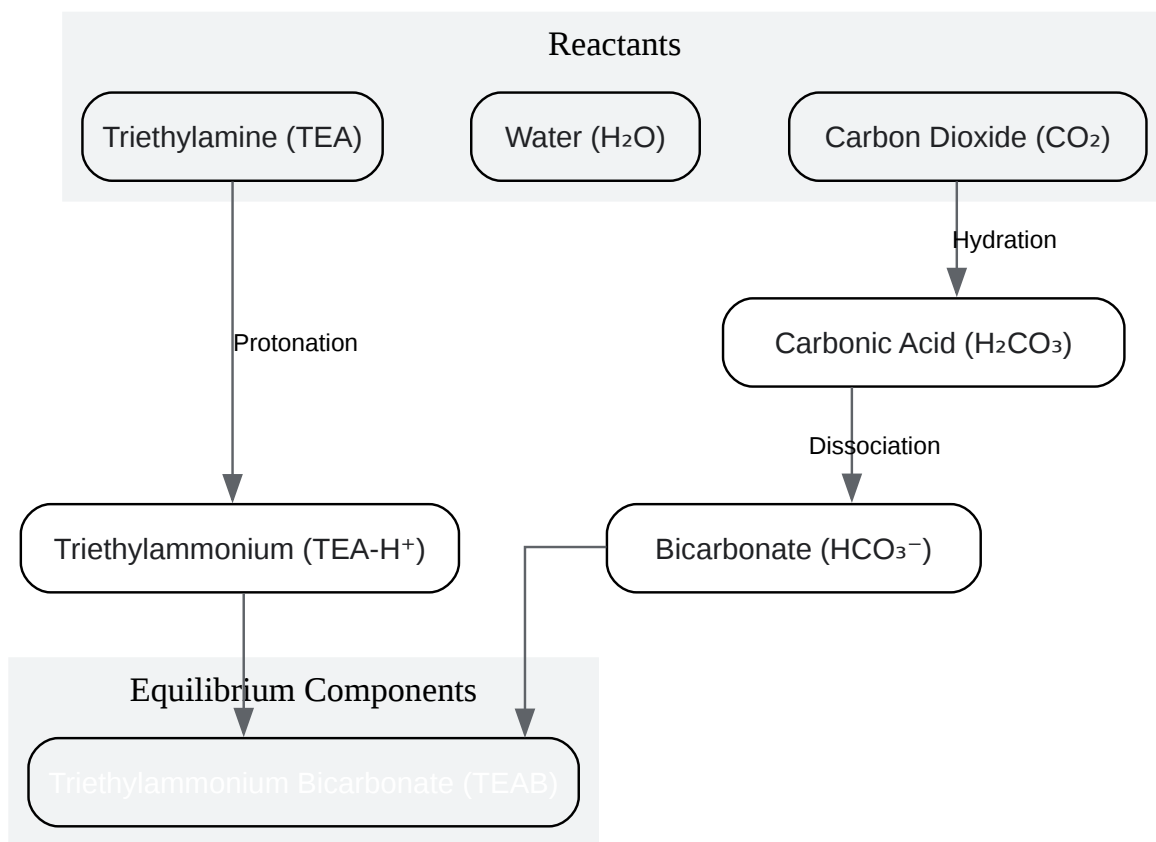 Reactants
Triethylamine (TEA)
Water (H₂O)
Carbon Dioxide (CO₂)
Hydration
Carbonic Acid (H₂CO₃)
Protonation
Dissociation
Triethylammonium (TEA-H⁺)
Bicarbonate (HCO₃⁻)
Equilibrium Components
Triethylammonium Bicarbonate (TEAB)